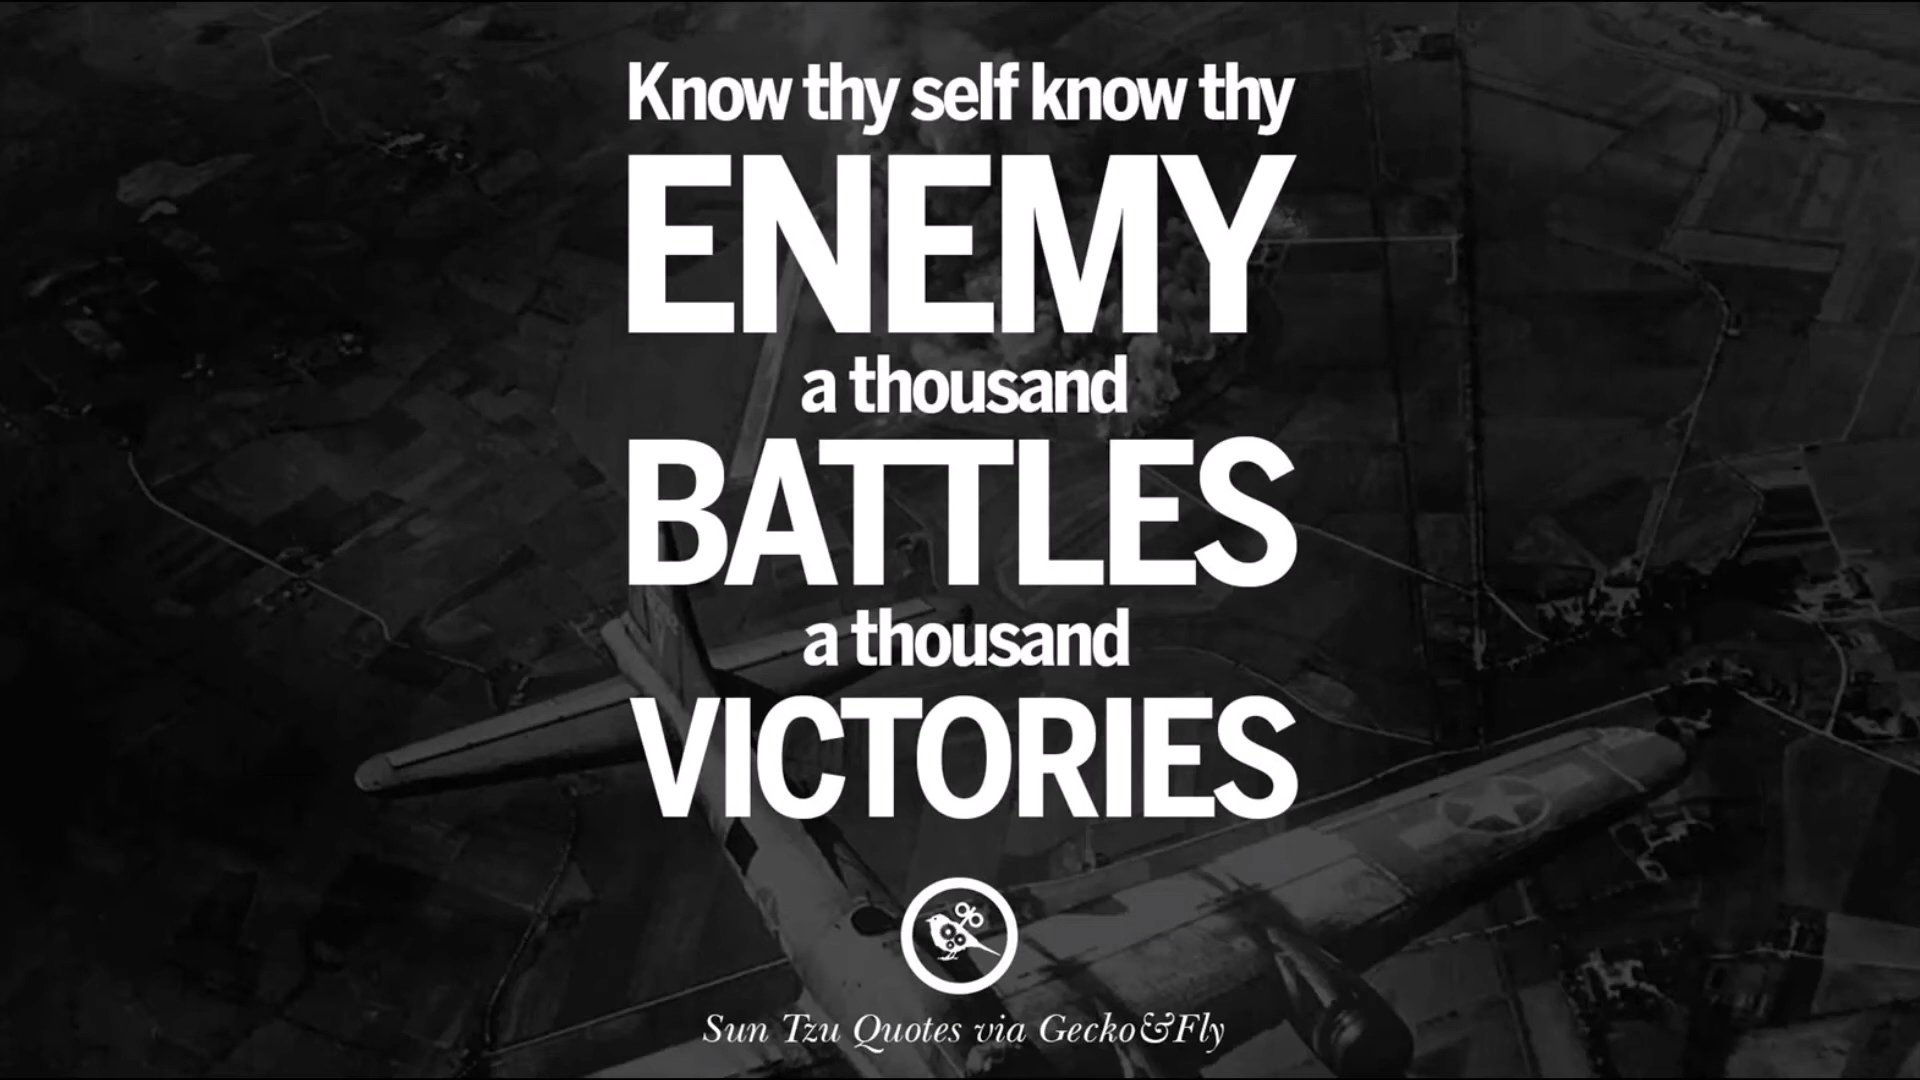 Know thy self know thy
ENEMY
a thousand
BATTLES
a thousand
VICTORIES
Sun Tzu Quotes via Gecko&Fly